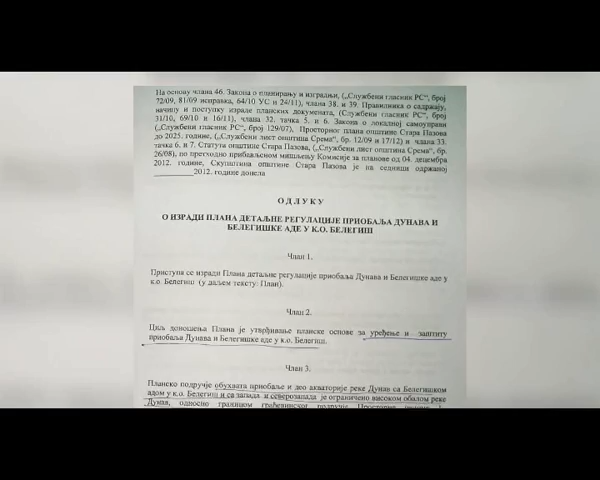 На основу члана 46. Закона о планирању и изградњи, („Службени гласник РС“, број
72/09, 81/09 исправка, 64/10 УС и 24/11), члана 38. и 39. Правилника о садржају,
начину и поступку израде планских докумената, (Службени гласник РС“, број
31/10, 69/10 и 16/11), члана 32. тачка 5. и 6. Закона о локалној самоуправи
(„Службени гласник РС“, број 129/07), Просторног плана општине Стара Пазова
до 2025. године, („Службени лист општина Срема“, бр. 12/09 и 17/12) и члана 33.
тачка 6. и 7. Статута општине Стара Пазова, („Службени лист општина Срема“, бр.
26/08), по претходно прибављеном мишљењу Комисије за планове од 04. децембра
2012. године, Скупштина општине Стара Пазова је на седници одржаној
__________2012. године донела
О Д Л У К У
О ИЗРАДИ ПЛАНА ДЕТАЉНЕ РЕГУЛАЦИЈЕ ПРИОБАЉА ДУНАВА И
БЕЛЕГИШКЕ АДЕ У К.О. БЕЛЕГИШ
Члан 1.
Приступа се изради Плана детаљне регулације приобаља Дунава и Белегишке аде у
к.о. Белегиш (у даљем тексту: План).
Члан 2.
Циљ доношења Плана је утврђивање планске основе за уређење и заштиту
приобаља Дунава и Белегишке аде у к.о. Белегиш.
Члан 3.
Планско подручје обухвата приобаље и део акваторије реке Дунав са Белегишком
адом у к.о. Белегиш и са запада и северозапада је ограничено високом обалом реке
Дунав, односно границом грађевинског подручја